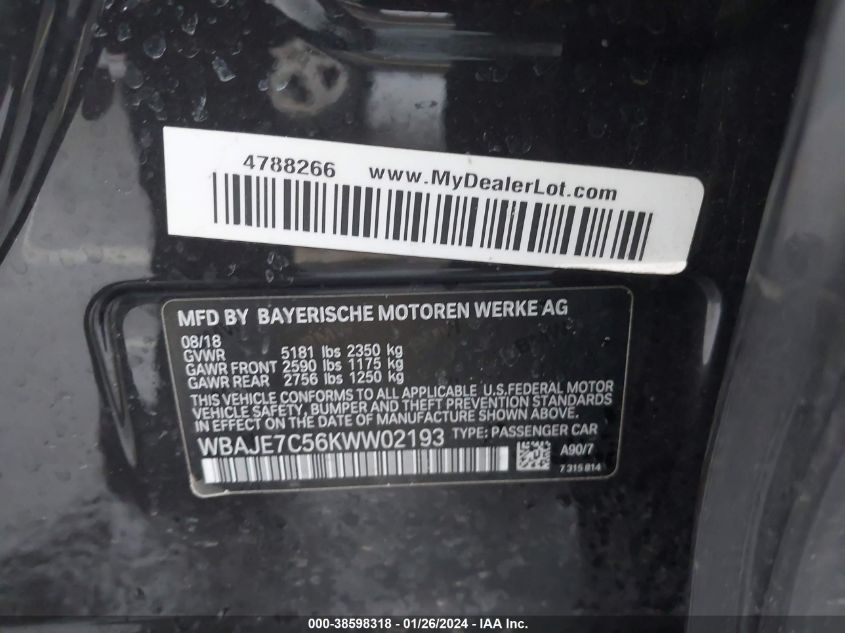 4788266 www.MyDealerLot.com
MFD BY BAYERISCHE MOTOREN WERKE AG
08/18
GVWR 5181 lbs 2350 kg
GAWR FRONT 2590 lbs 1175 kg
GAWR REAR 2756 lbs 1250 kg
THIS VEHICLE CONFORMS TO ALL APPLICABLE U.S.FEDERAL MOTOR
VEHICLE SAFETY, BUMPER AND THEFT PREVENTION STANDARDS
IN EFFECT ON THE DATE OF MANUFACTURE SHOWN ABOVE.
WBAJE7C56KWW02193 TYPE: PASSENGER CAR
A90/7
7 315 814
000-38598318 - 01/26/2024 - IAA Inc.